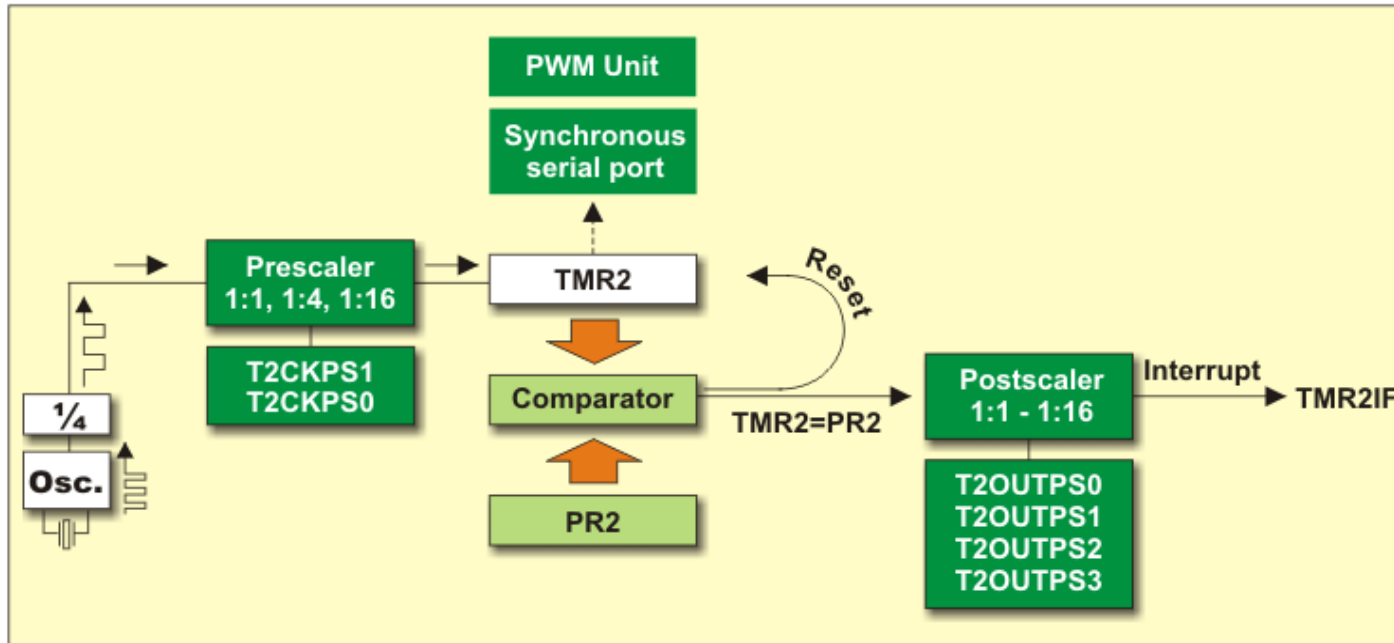 PWM Unit
Synchronous
serial port
Prescaler
1:1, 1:4, 1:16
TMR2
Reset
T2CKPS1
T2CKPS0
Comparator
TMR2=PR2
Postscaler
1:1 - 1:16
Interrupt
TMR2IF
¼
Osc.
PR2
T2OUTPS0
T2OUTPS1
T2OUTPS2
T2OUTPS3